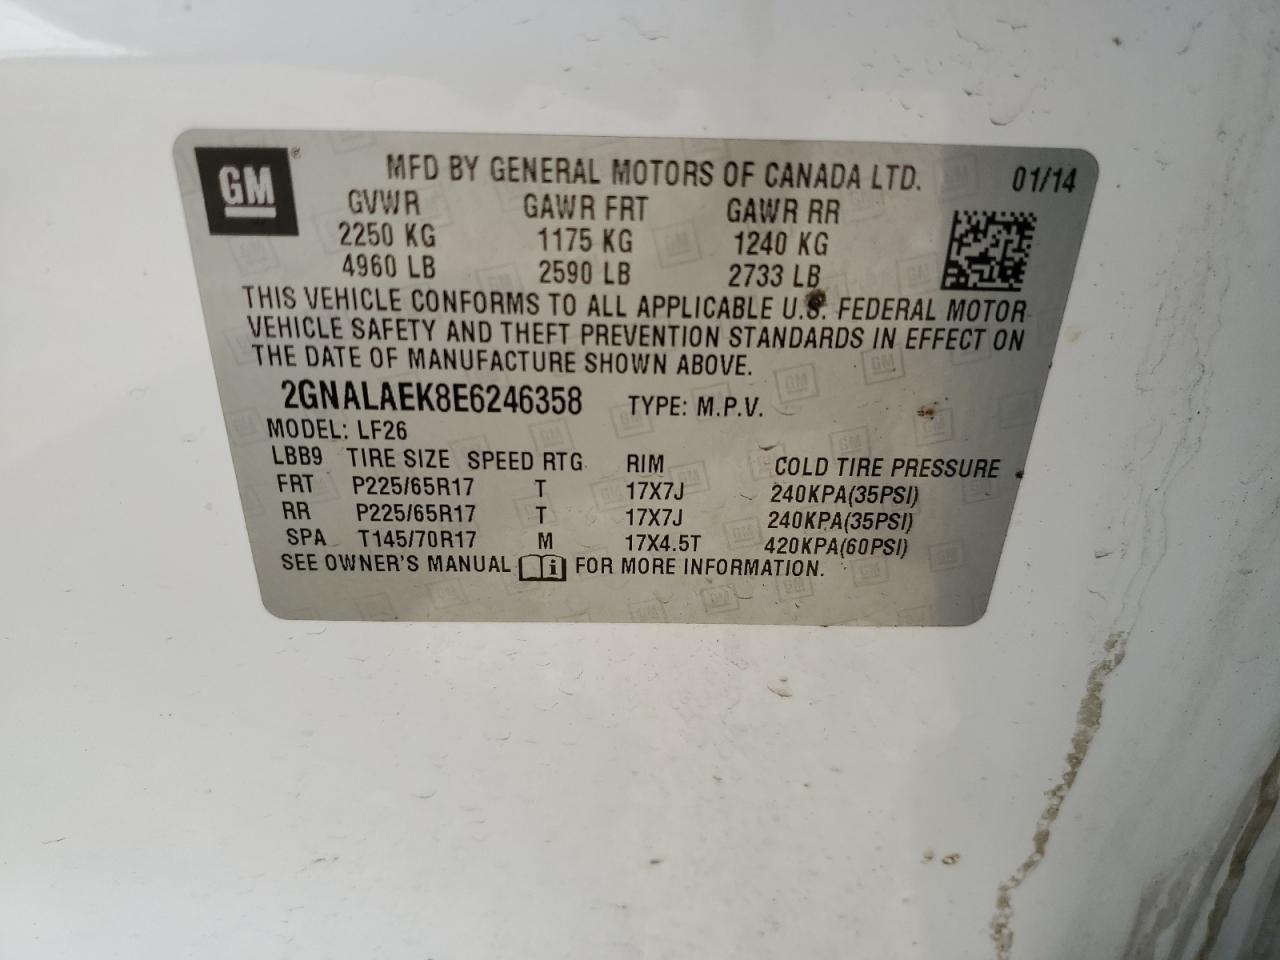 GM ® MFD BY GENERAL MOTORS OF CANADA LTD. 01/14
GVWR GAWR FRT GAWR RR
2250 KG 1175 KG 1240 KG
4960 LB 2590 LB 2733 LB
THIS VEHICLE CONFORMS TO ALL APPLICABLE U.S. FEDERAL MOTOR
VEHICLE SAFETY AND THEFT PREVENTION STANDARDS IN EFFECT ON
THE DATE OF MANUFACTURE SHOWN ABOVE.
2GNALAEK8E6246358 TYPE: M.P.V.
MODEL: LF26
LBB9 TIRE SIZE SPEED RTG RIM COLD TIRE PRESSURE
FRT P225/65R17 T 17X7J 240KPA(35PSI)
RR P225/65R17 T 17X7J 240KPA(35PSI)
SPA T145/70R17 M 17X4.5T 420KPA(60PSI)
SEE OWNER'S MANUAL i FOR MORE INFORMATION.